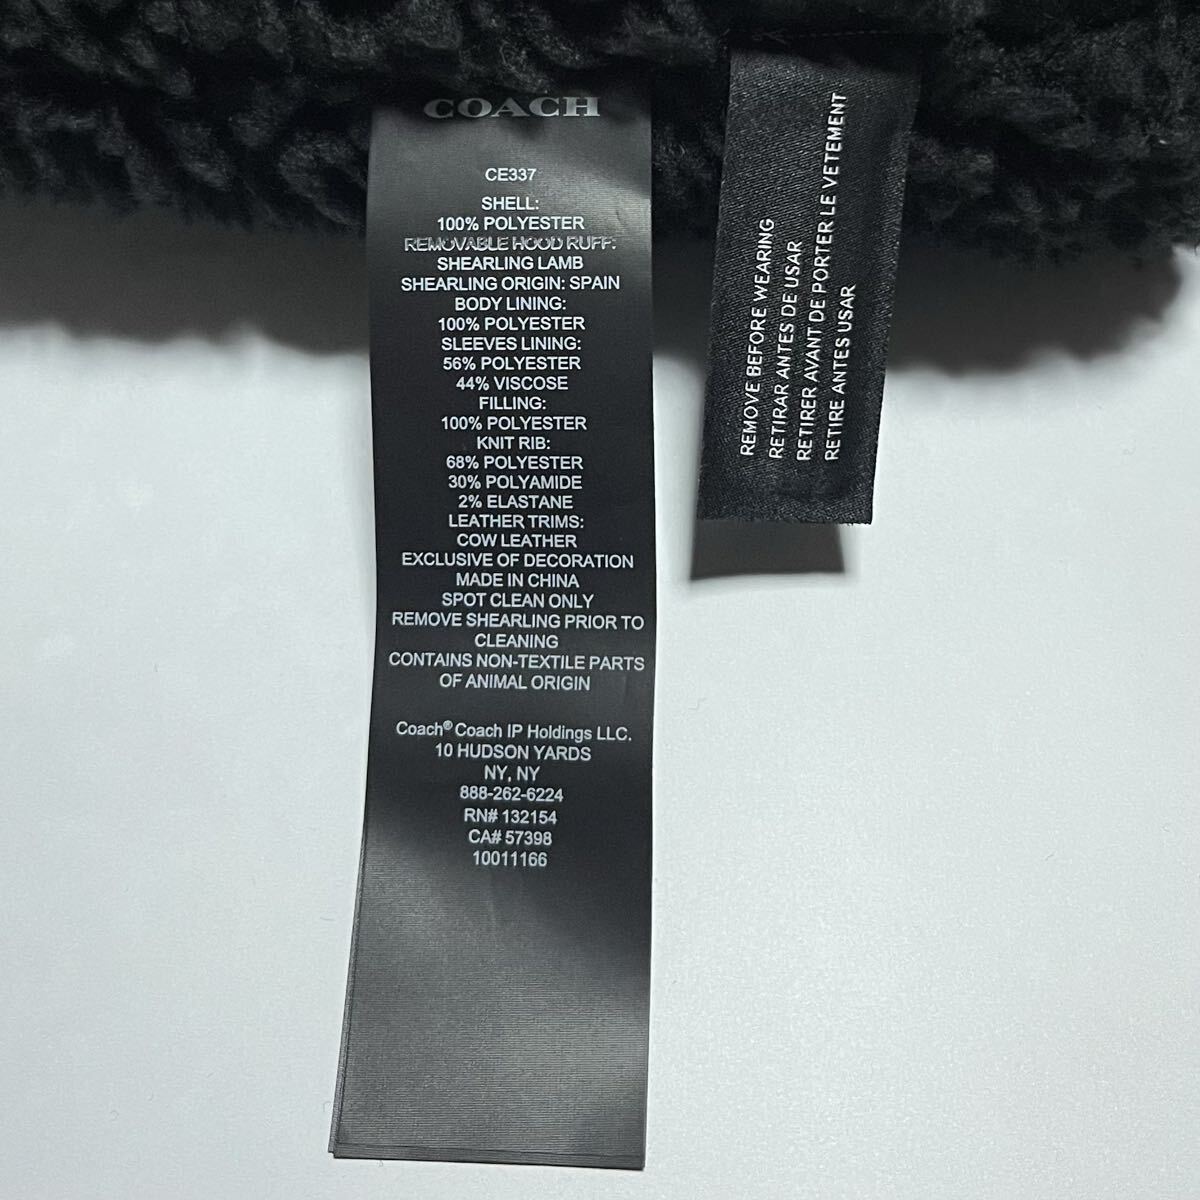 COACH
CE337
SHELL:
100% POLYESTER
REMOVABLE HOOD RUFF:
SHEARLING LAMB
SHEARLING ORIGIN: SPAIN
BODY LINING:
100% POLYESTER
SLEEVES LINING:
56% POLYESTER
44% VISCOSE
FILLING:
100% POLYESTER
KNIT RIB:
68% POLYESTER
30% POLYAMIDE
2% ELASTANE
LEATHER TRIMS:
COW LEATHER
EXCLUSIVE OF DECORATION
MADE IN CHINA
SPOT CLEAN ONLY
REMOVE SHEARLING PRIOR TO
CLEANING
CONTAINS NON-TEXTILE PARTS
OF ANIMAL ORIGIN
Coach® Coach IP Holdings LLC.
10 HUDSON YARDS
NY, NY
888-262-6224
RN# 132154
CA# 57398
10011166
REMOVE BEFORE WEARING
RETIRAR ANTES DE USAR
RETIRER AVANT DE PORTER LE VETEMENT
RETIRE ANTES USAR